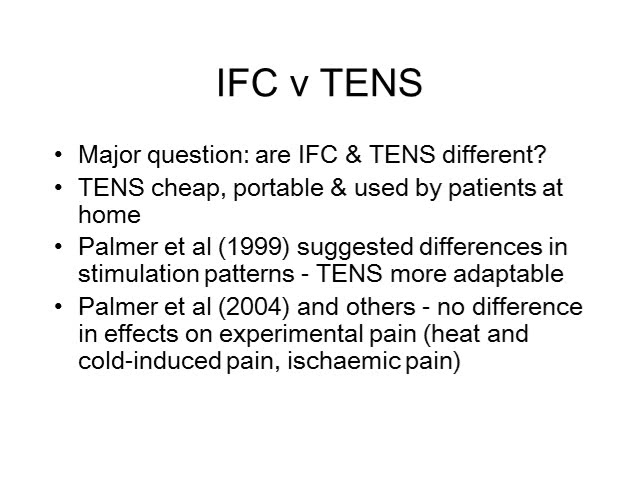 IFC v TENS
• Major question: are IFC & TENS different?
• TENS cheap, portable & used by patients at
home
• Palmer et al (1999) suggested differences in
stimulation patterns - TENS more adaptable
• Palmer et al (2004) and others - no difference
in effects on experimental pain (heat and
cold-induced pain, ischaemic pain)